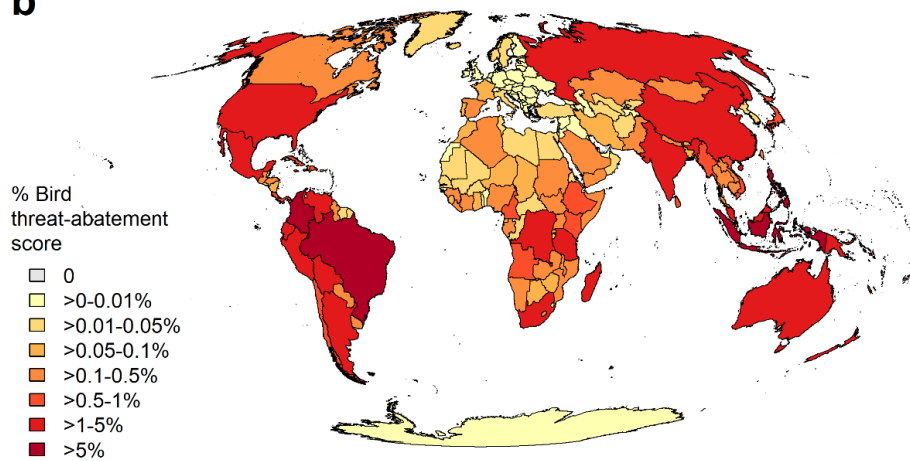 b
% Bird
threat-abatement
score
0
>0-0.01%
>0.01-0.05%
>0.05-0.1%
>0.1-0.5%
>0.5-1%
>1-5%
>5%